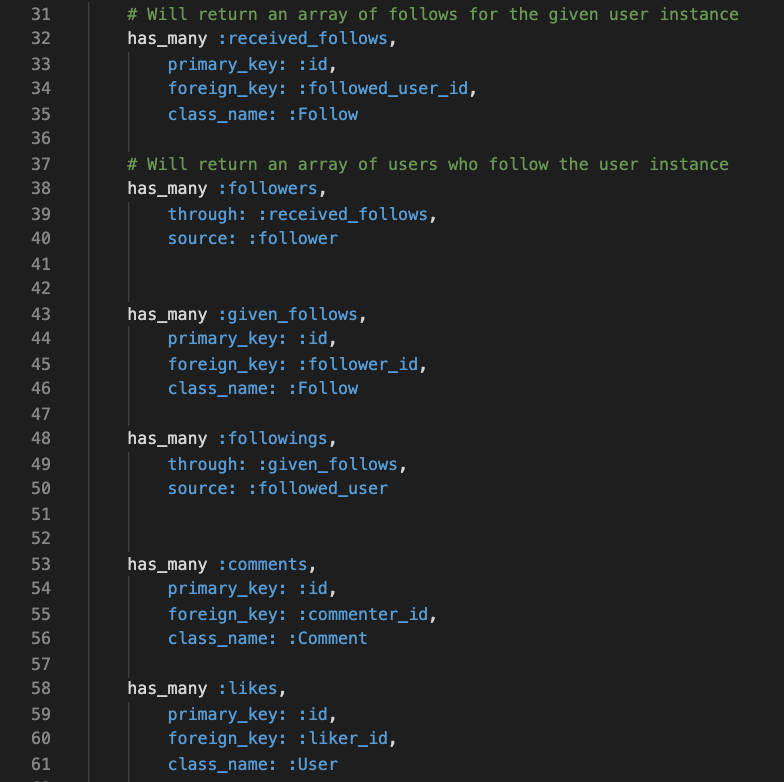 31 # Will return an array of follows for the given user instance
32 has_many :received_follows,
33 primary_key: :id,
34 foreign_key: :followed_user_id,
35 class_name: :Follow
36
37 # Will return an array of users who follow the user instance
38 has_many :followers,
39 through: :received_follows,
40 source: :follower
41
42
43 has_many :given_follows,
44 primary_key: :id,
45 foreign_key: :follower_id,
46 class_name: :Follow
47
48 has_many :followings,
49 through: :given_follows,
50 source: :followed_user
51
52
53 has_many :comments,
54 primary_key: :id,
55 foreign_key: :commenter_id,
56 class_name: :Comment
57
58 has_many :likes,
59 primary_key: :id,
60 foreign_key: :liker_id,
61 class_name: :User